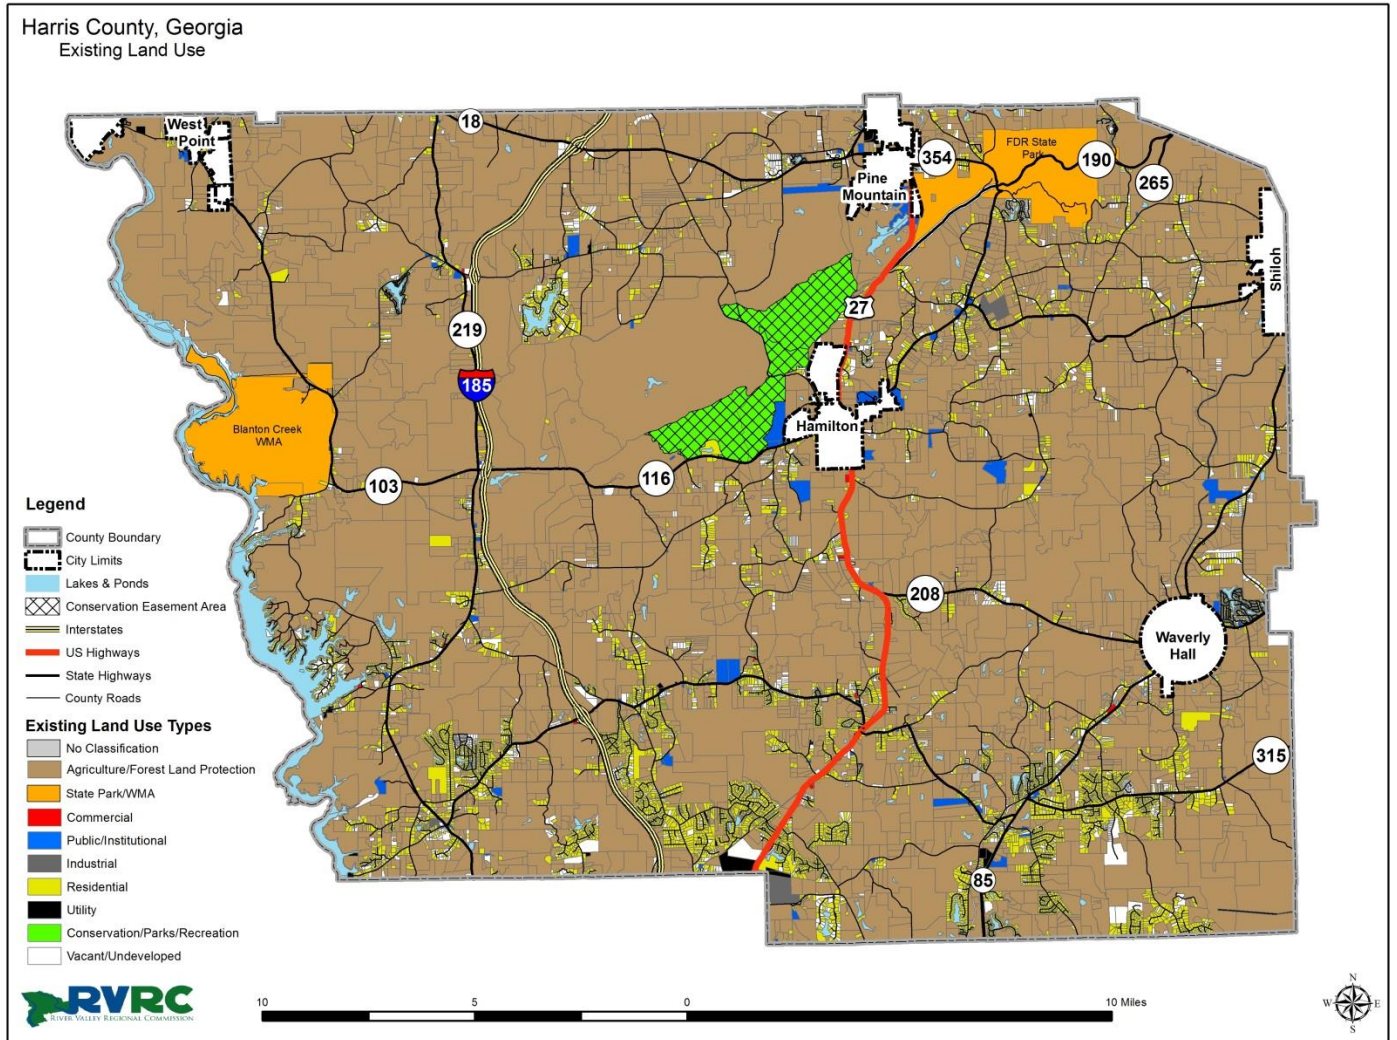 Harris County, Georgia
Existing Land Use
West
Point
18
Pine
Mountain
354
FDR State
Park
190
265
Shiloh
27
219
185
Blanton Creek
WMA
Hamilton
103
116
208
Waverly
Hall
315
85
Legend
County Boundary
City Limits
Lakes & Ponds
Conservation Easement Area
Interstates
US Highways
State Highways
County Roads
Existing Land Use Types
No Classification
Agriculture/Forest Land Protection
State Park/WMA
Commercial
Public/Institutional
Industrial
Residential
Utility
Conservation/Parks/Recreation
Vacant/Undeveloped
RVRC
RIVER VALLEY REGIONAL COMMISSION
10 5 0 10 Miles
N
W E
S